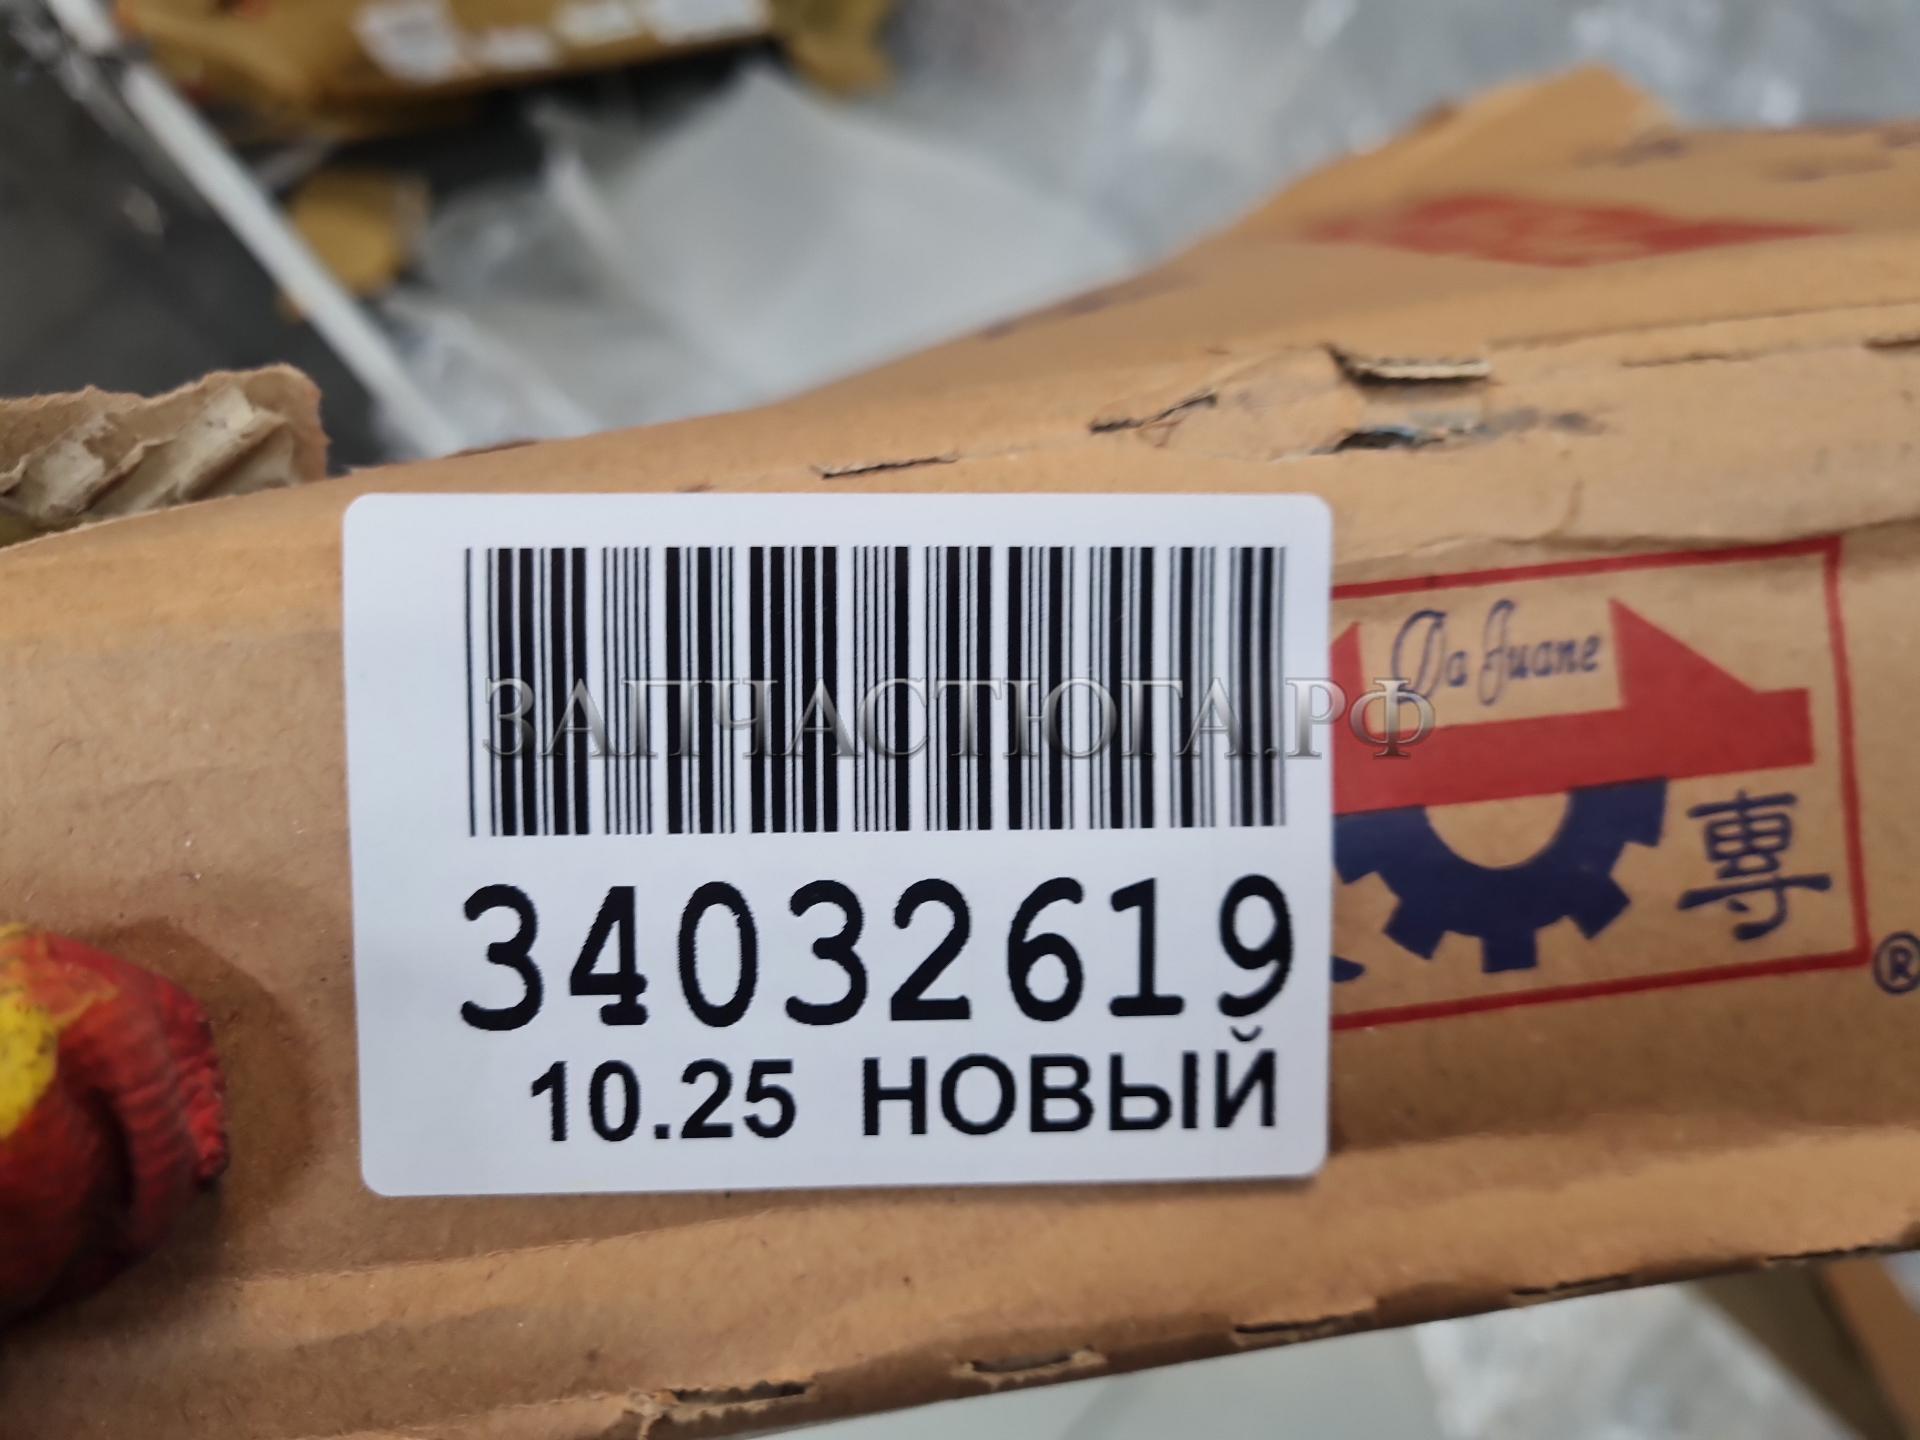 Da Juane
ЗАПЧАСТЮГА.РФ
專
®
34032619
10.25 НОВЫЙ